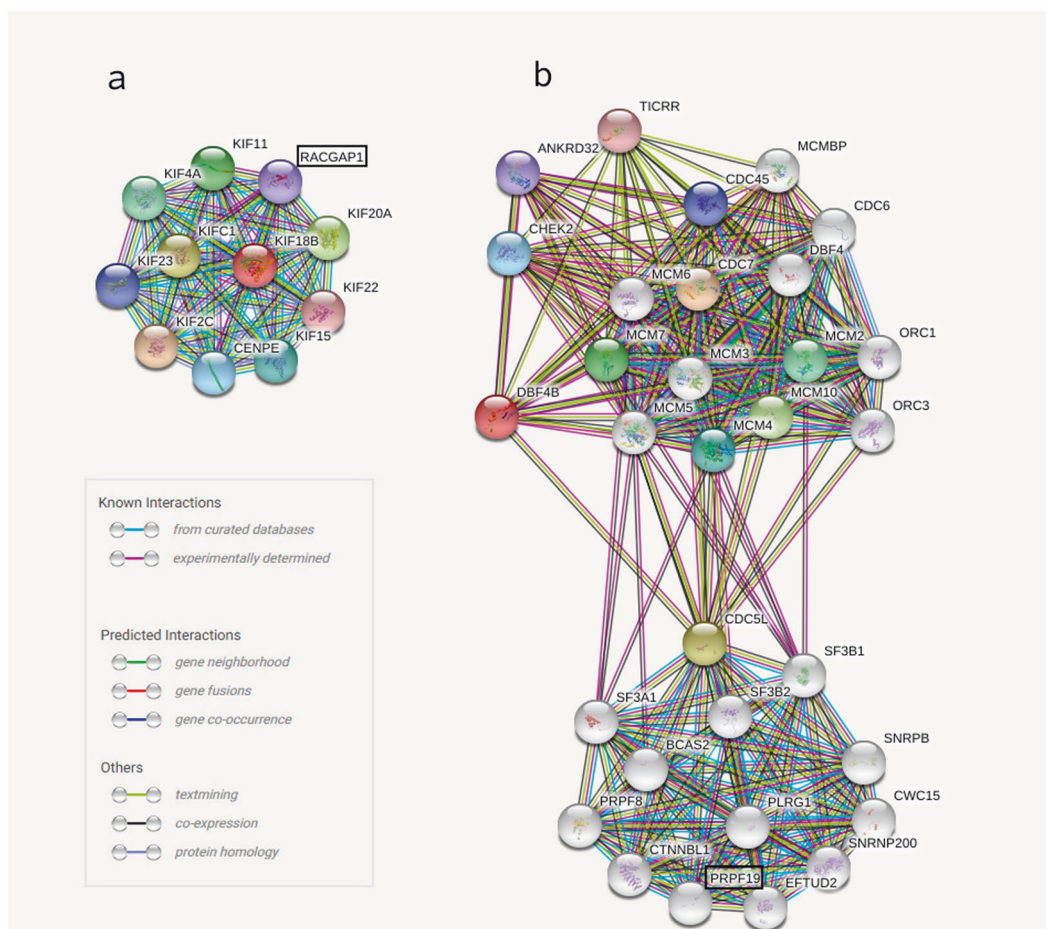 a
b
KIF11
RACGAP1
KIF4A
KIF20A
KIFC1
KIF18B
KIF23
KIF22
KIF2C
KIF15
CENPE
TICRR
ANKRD32
MCMBP
CDC45
CDC6
CHEK2
DBF4
CDC7
MCM6
MCM7
MCM2
ORC1
MCM3
DBF4B
MCM10
MCM5
ORC3
MCM4
CDC5L
SF3B1
SF3A1
SF3B2
SNRPB
BCAS2
CWC15
PRPF8
PLRG1
SNRNP200
CTNNBL1
PRPF19
EFTUD2
Known Interactions
from curated databases
experimentally determined
Predicted Interactions
gene neighborhood
gene fusions
gene co-occurrence
Others
textmining
co-expression
protein homology